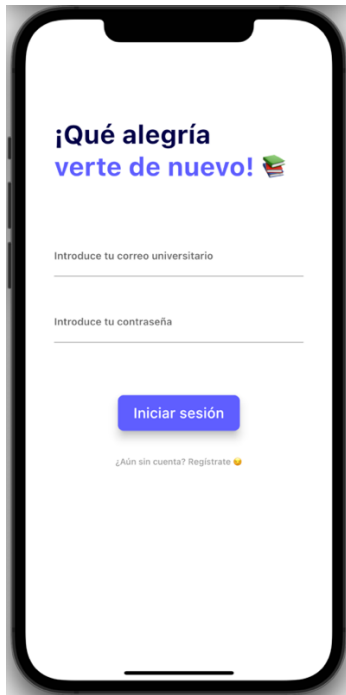 ¡Qué alegría
verte de nuevo! 📚
Introduce tu correo universitario
Introduce tu contraseña
Iniciar sesión
¿Aún sin cuenta? Regístrate 😏